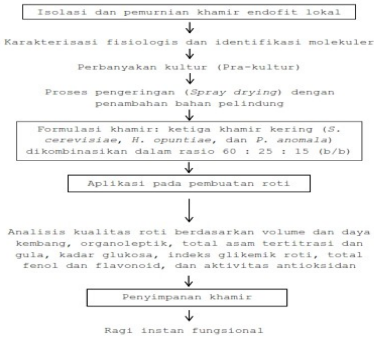 Isolasi dan pemurnian khamir endofit lokal
Karakterisasi fisiologis dan identifikasi molekuler
Perbanyakan kultur (Pra-kultur)
Proses pengeringan (Spray drying) dengan
penambahan bahan pelindung
Formulasi khamir: ketiga khamir kering (S.
cerevisiae, H. opuntiae, dan P. anomala)
dikombinasikan dalam rasio 60 : 25 : 15 (b/b)
Aplikasi pada pembuatan roti
Analisis kualitas roti berdasarkan volume dan daya
kembang, organoleptik, total asam tertitrasi dan
gula, kadar glukosa, indeks glikemik roti, total
fenol dan flavonoid, dan aktivitas antioksidan
Penyimpanan khamir
Ragi instan fungsional